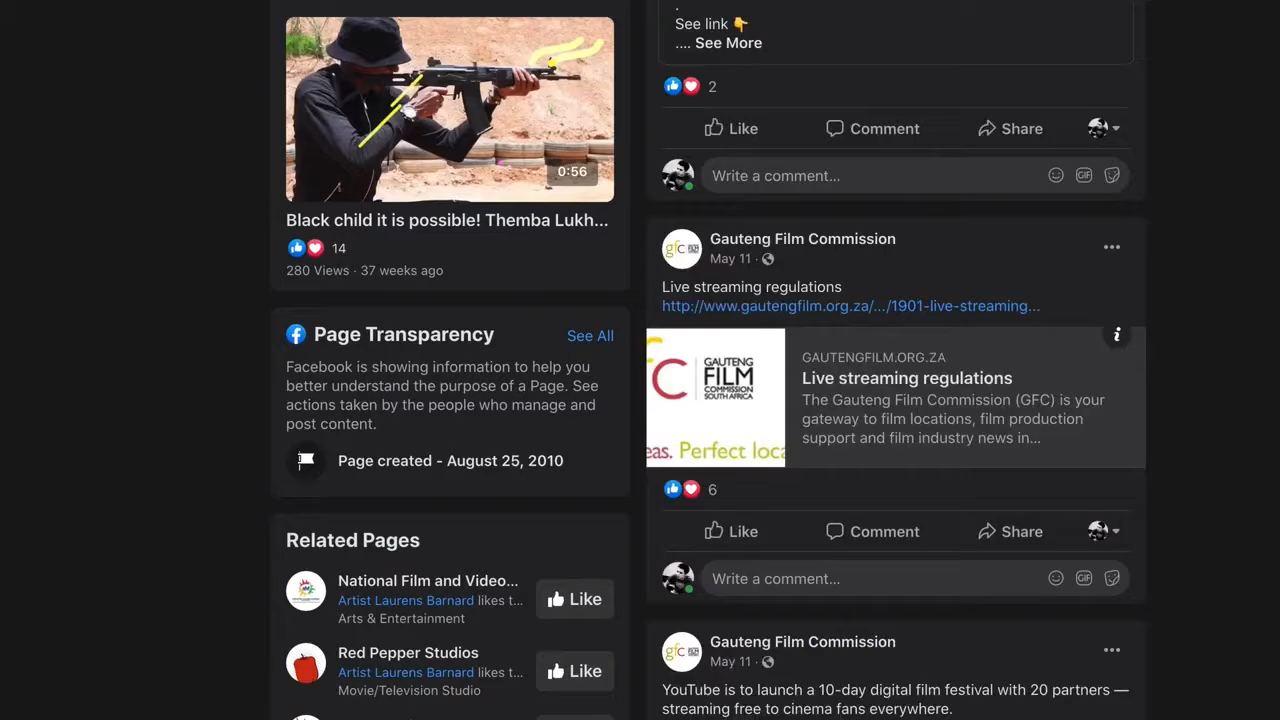 0:56
Black child it is possible! Themba Lukh...
14
280 Views · 37 weeks ago
Page Transparency
See All
Facebook is showing information to help you
better understand the purpose of a Page. See
actions taken by the people who manage and
post content.
Page created - August 25, 2010
Related Pages
National Film and Video...
Artist Laurens Barnard likes t...
Arts & Entertainment
Like
Red Pepper Studios
Artist Laurens Barnard likes t...
Movie/Television Studio
Like
.
See link 👇
.... See More
2
Like
Comment
Share
Write a comment...
GIF
gfc
Gauteng Film Commission
May 11 ·
Live streaming regulations
http://www.gautengfilm.org.za/.../1901-live-streaming...
C
GAUTENG
FILM
COMMISSION
SOUTH AFRICA
eas. Perfect loca
GAUTENGFILM.ORG.ZA
Live streaming regulations
The Gauteng Film Commission (GFC) is your
gateway to film locations, film production
support and film industry news in...
6
Like
Comment
Share
Write a comment...
GIF
gfc
Gauteng Film Commission
May 11 ·
YouTube is to launch a 10-day digital film festival with 20 partners —
streaming free to cinema fans everywhere.